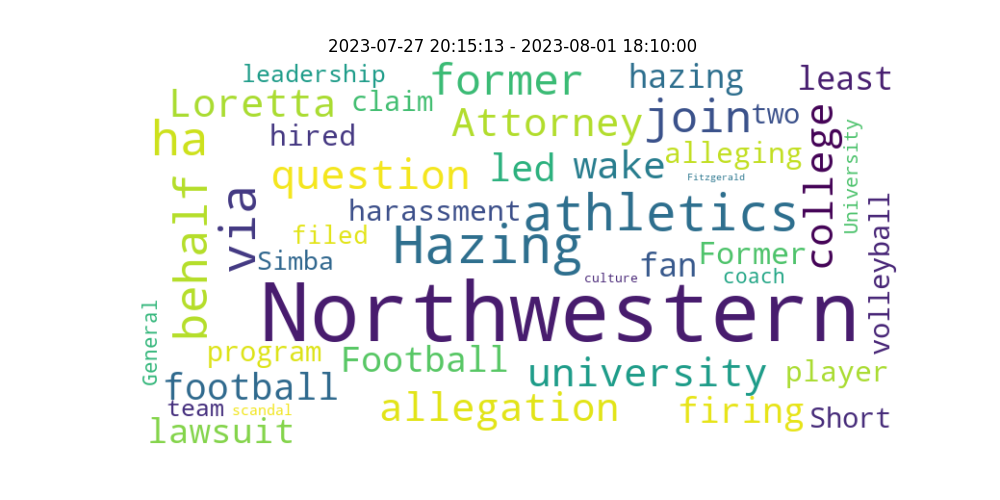 2023-07-27 20:15:13 - 2023-08-01 18:10:00
leadership
former
hazing
least
Loretta
claim
Attorney
join
two
ha
hired
question
led
wake
alleging
Fitzgerald
college
University
behalf
via
harassment
athletics
filed
Hazing
Simba
fan
Former
coach
culture
volleyball
Northwestern
General
program
Football
university
player
football
team
scandal
allegation
firing
Short
lawsuit